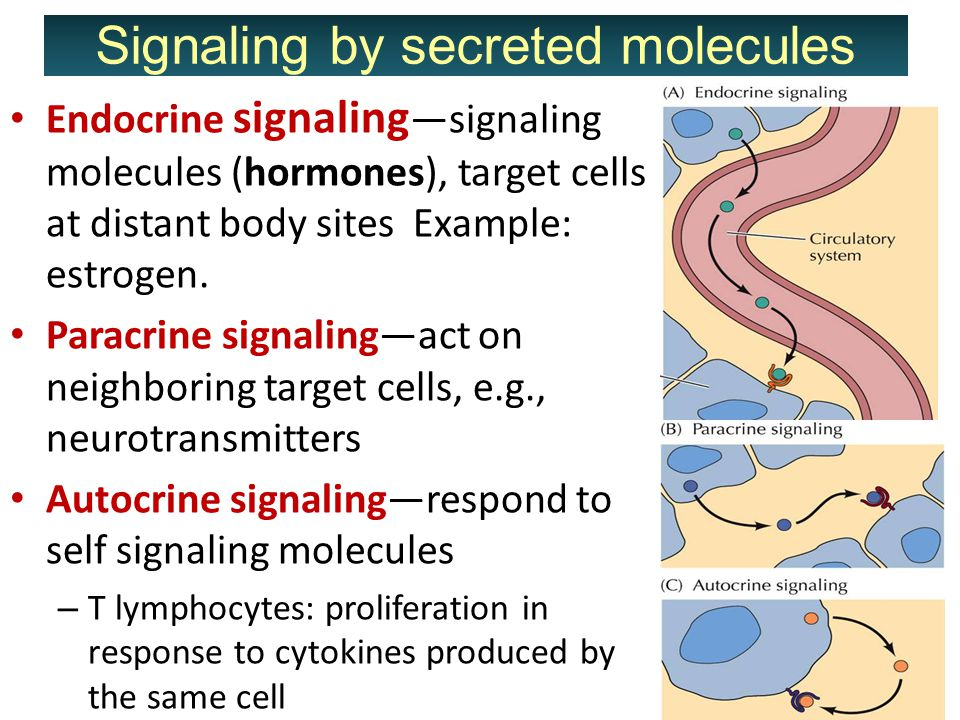 Signaling by secreted molecules
• Endocrine signaling—signaling
molecules (hormones), target cells
at distant body sites  Example:
estrogen.
• Paracrine signaling—act on
neighboring target cells, e.g.,
neurotransmitters
• Autocrine signaling—respond to
self signaling molecules
– T lymphocytes: proliferation in
response to cytokines produced by
the same cell
(A) Endocrine signaling
Circulatory
system
(B) Paracrine signaling
(C) Autocrine signaling